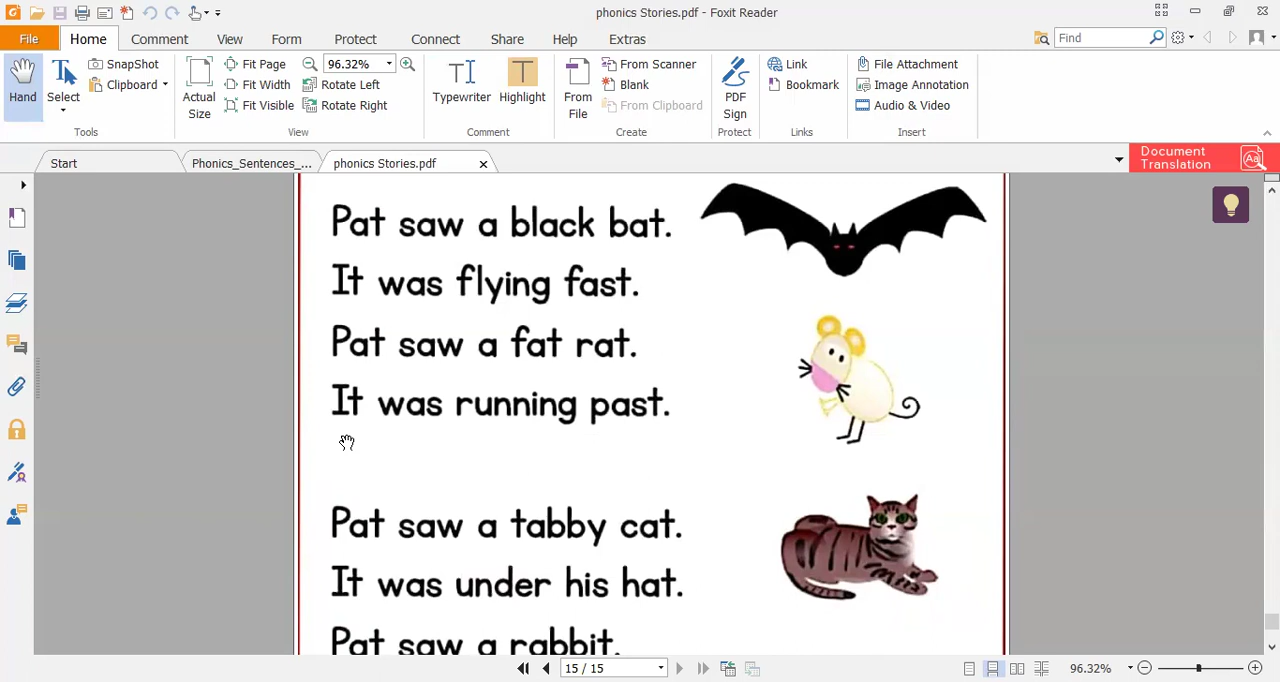 phonics Stories.pdf - Foxit Reader
File Home Comment View Form Protect Connect Share Help Extras Find
Hand
Select
SnapShot
Clipboard
Actual Size
Fit Page
Fit Width
Fit Visible
96.32%
Rotate Left
Rotate Right
Typewriter
Highlight
From File
From Scanner
Blank
From Clipboard
PDF Sign
Link
Bookmark
File Attachment
Image Annotation
Audio & Video
Tools View Comment Create Protect Links Insert
Start Phonics_Sentences_... phonics Stories.pdf
Document Translation
Pat saw a black bat.
It was flying fast.
Pat saw a fat rat.
It was running past.
Pat saw a tabby cat.
It was under his hat.
Pat saw a rabbit.
15 / 15 96.32%